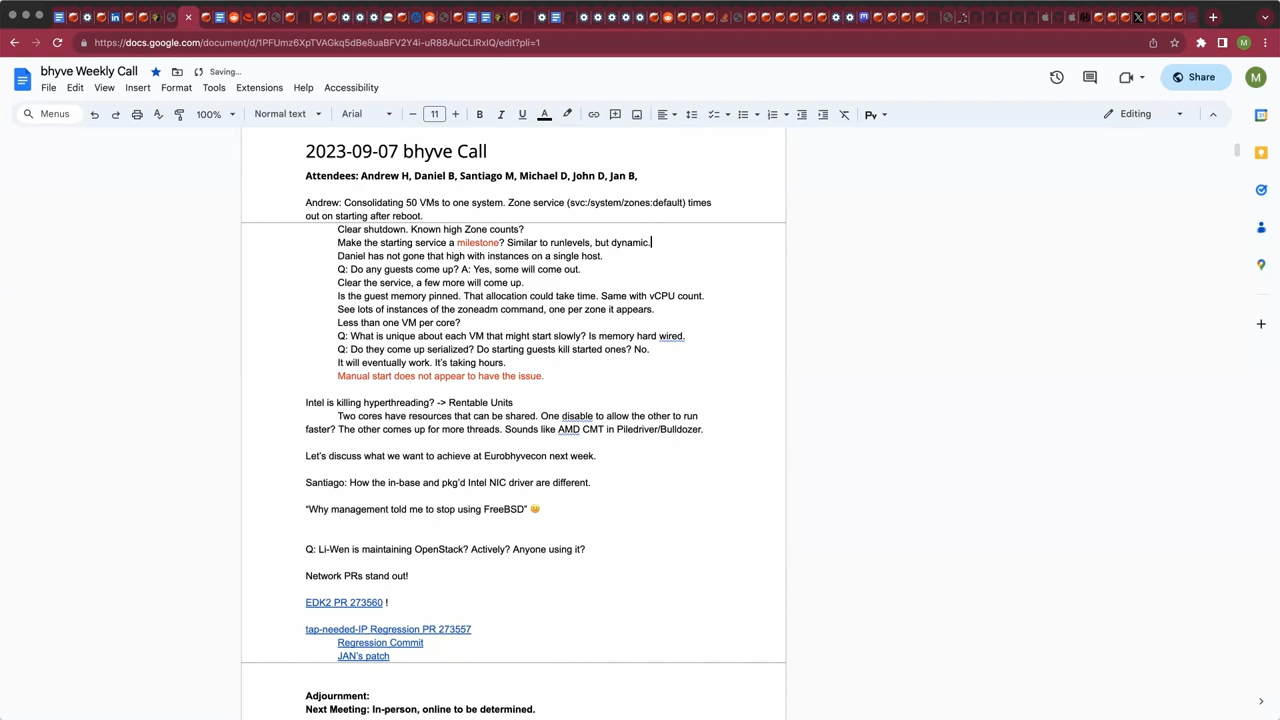 https://docs.google.com/document/d/1PFUmz6XpTVAGkq5dBe8uaBFV2Y4i-uR88AuiCLIRxIQ/edit?pli=1
M
bhyve Weekly Call
Saving...
File Edit View Insert Format Tools Extensions Help Accessibility
Share
M
Menus
100%
Normal text
Arial
11
B I U A
Editing
2023-09-07 bhyve Call
Attendees: Andrew H, Daniel B, Santiago M, Michael D, John D, Jan B,
Andrew: Consolidating 50 VMs to one system. Zone service (svc:/system/zones:default) times
out on starting after reboot.
Clear shutdown. Known high Zone counts?
Make the starting service a milestone? Similar to runlevels, but dynamic.
Daniel has not gone that high with instances on a single host.
Q: Do any guests come up? A: Yes, some will come out.
Clear the service, a few more will come up.
Is the guest memory pinned. That allocation could take time. Same with vCPU count.
See lots of instances of the zoneadm command, one per zone it appears.
Less than one VM per core?
Q: What is unique about each VM that might start slowly? Is memory hard wired.
Q: Do they come up serialized? Do starting guests kill started ones? No.
It will eventually work. It's taking hours.
Manual start does not appear to have the issue.
Intel is killing hyperthreading? -> Rentable Units
Two cores have resources that can be shared. One disable to allow the other to run
faster? The other comes up for more threads. Sounds like AMD CMT in Piledriver/Bulldozer.
Let's discuss what we want to achieve at Eurobhyvecon next week.
Santiago: How the in-base and pkg'd Intel NIC driver are different.
“Why management told me to stop using FreeBSD” 😊
Q: Li-Wen is maintaining OpenStack? Actively? Anyone using it?
Network PRs stand out!
EDK2 PR 273560 !
tap-needed-IP Regression PR 273557
Regression Commit
JAN's patch
Adjournment:
Next Meeting: In-person, online to be determined.